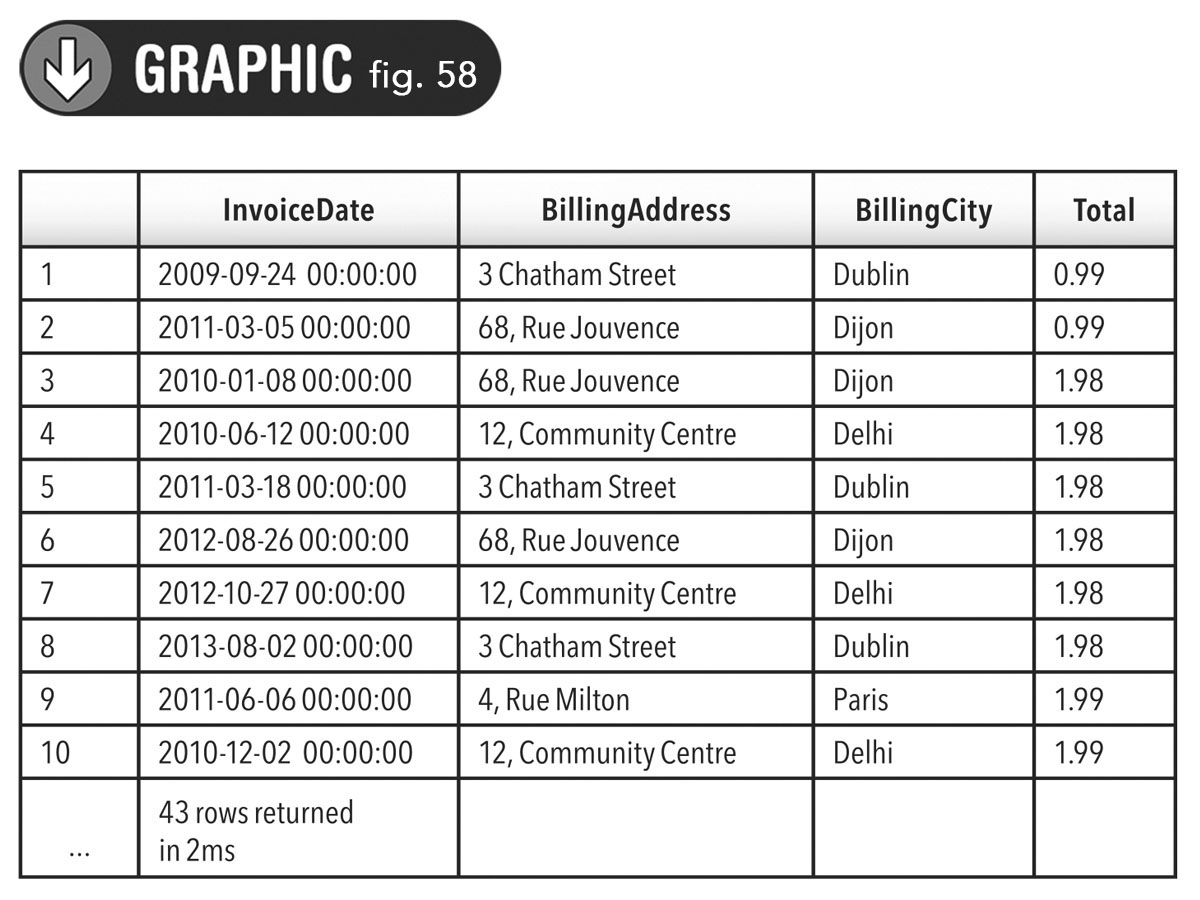 GRAPHIC fig. 58
InvoiceDate BillingAddress BillingCity Total
1 2009-09-24 00:00:00 3 Chatham Street Dublin 0.99
2 2011-03-05 00:00:00 68, Rue Jouvence Dijon 0.99
3 2010-01-08 00:00:00 68, Rue Jouvence Dijon 1.98
4 2010-06-12 00:00:00 12, Community Centre Delhi 1.98
5 2011-03-18 00:00:00 3 Chatham Street Dublin 1.98
6 2012-08-26 00:00:00 68, Rue Jouvence Dijon 1.98
7 2012-10-27 00:00:00 12, Community Centre Delhi 1.98
8 2013-08-02 00:00:00 3 Chatham Street Dublin 1.98
9 2011-06-06 00:00:00 4, Rue Milton Paris 1.99
10 2010-12-02 00:00:00 12, Community Centre Delhi 1.99
43 rows returned
... in 2ms